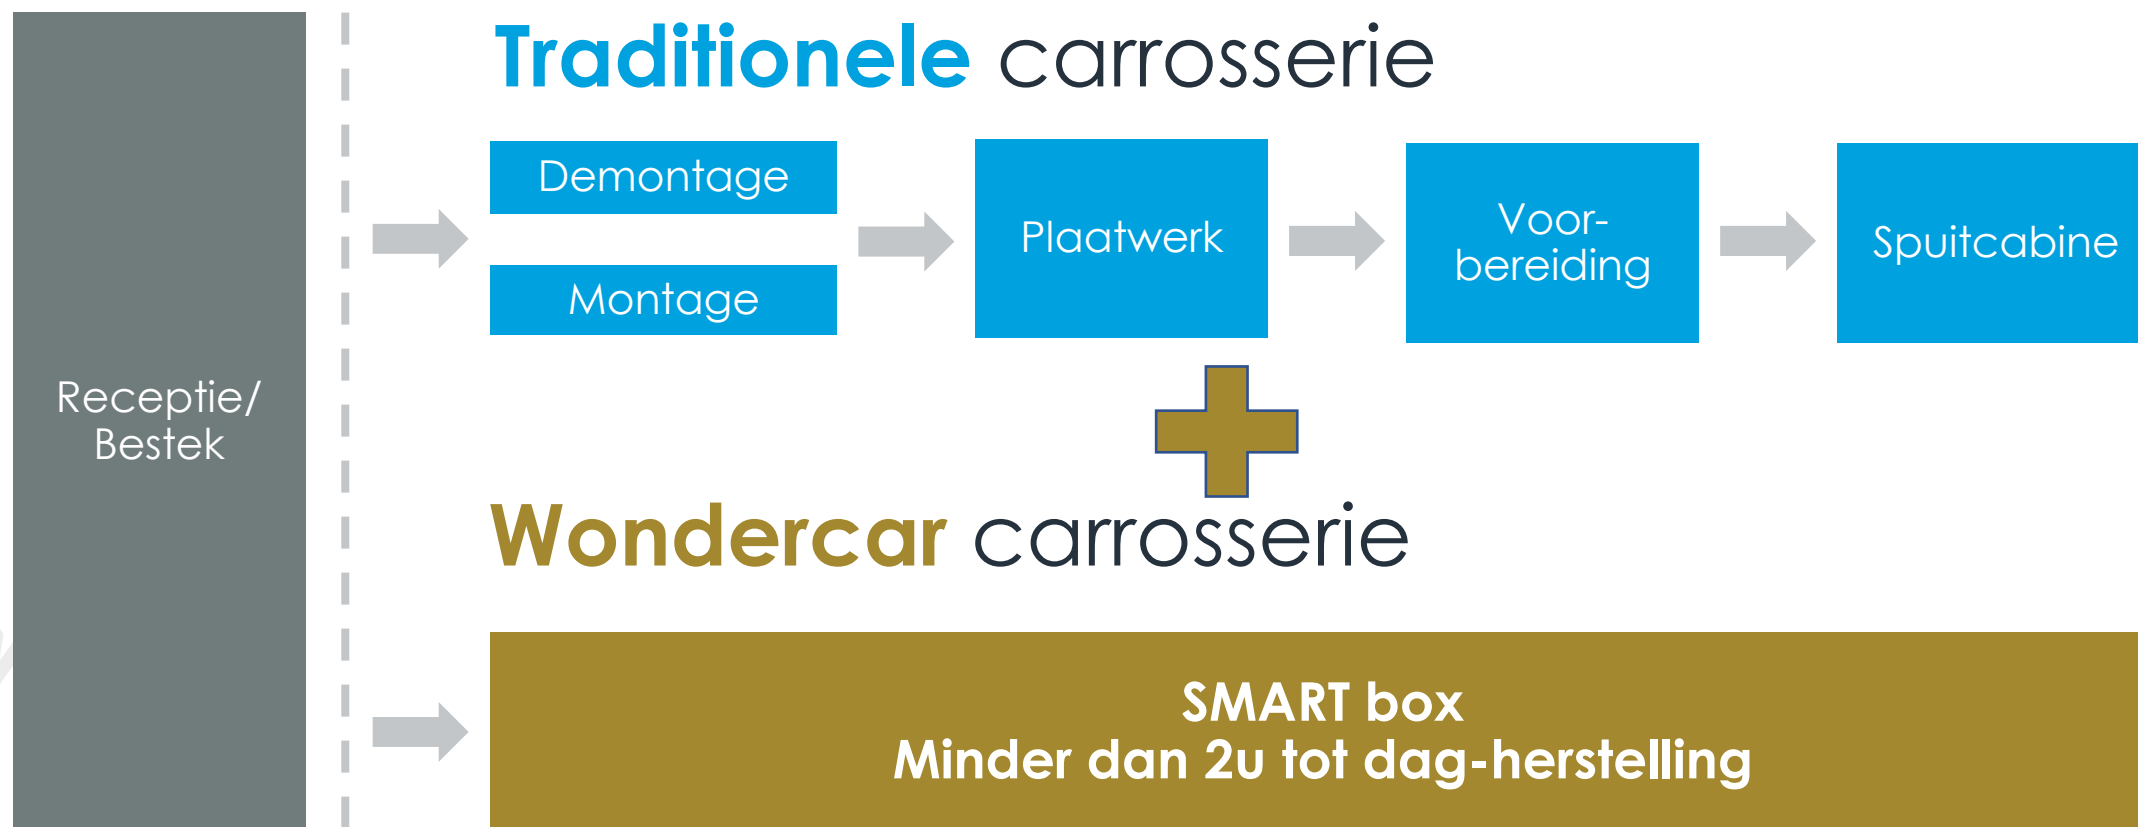 Traditionele carrosserie
Demontage
Montage
Plaatwerk
Voor-
bereiding
Spuitcabine
Receptie/
Bestek
Wondercar carrosserie
SMART box
Minder dan 2u tot dag-herstelling